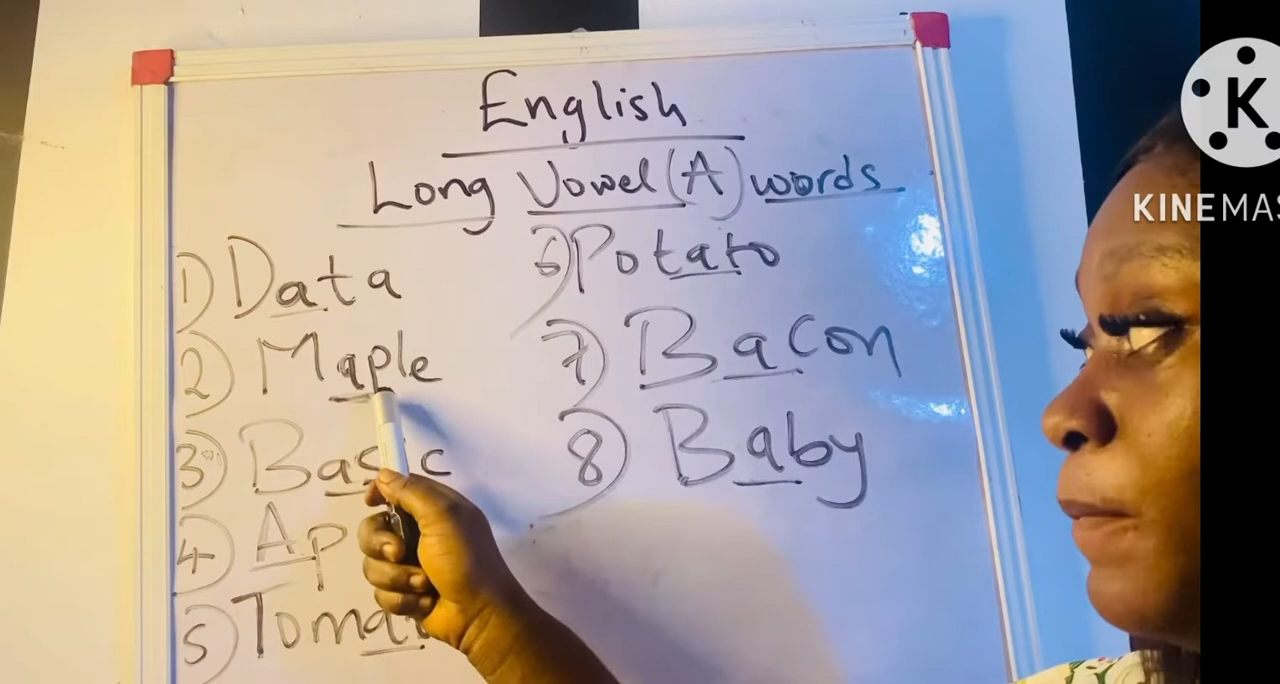 English
Long Vowel (A) words
1) Data
2) Maple
3) Basic
4) Ap
5) Toma
6) Potato
7) Bacon
8) Baby
K
KINEMAS